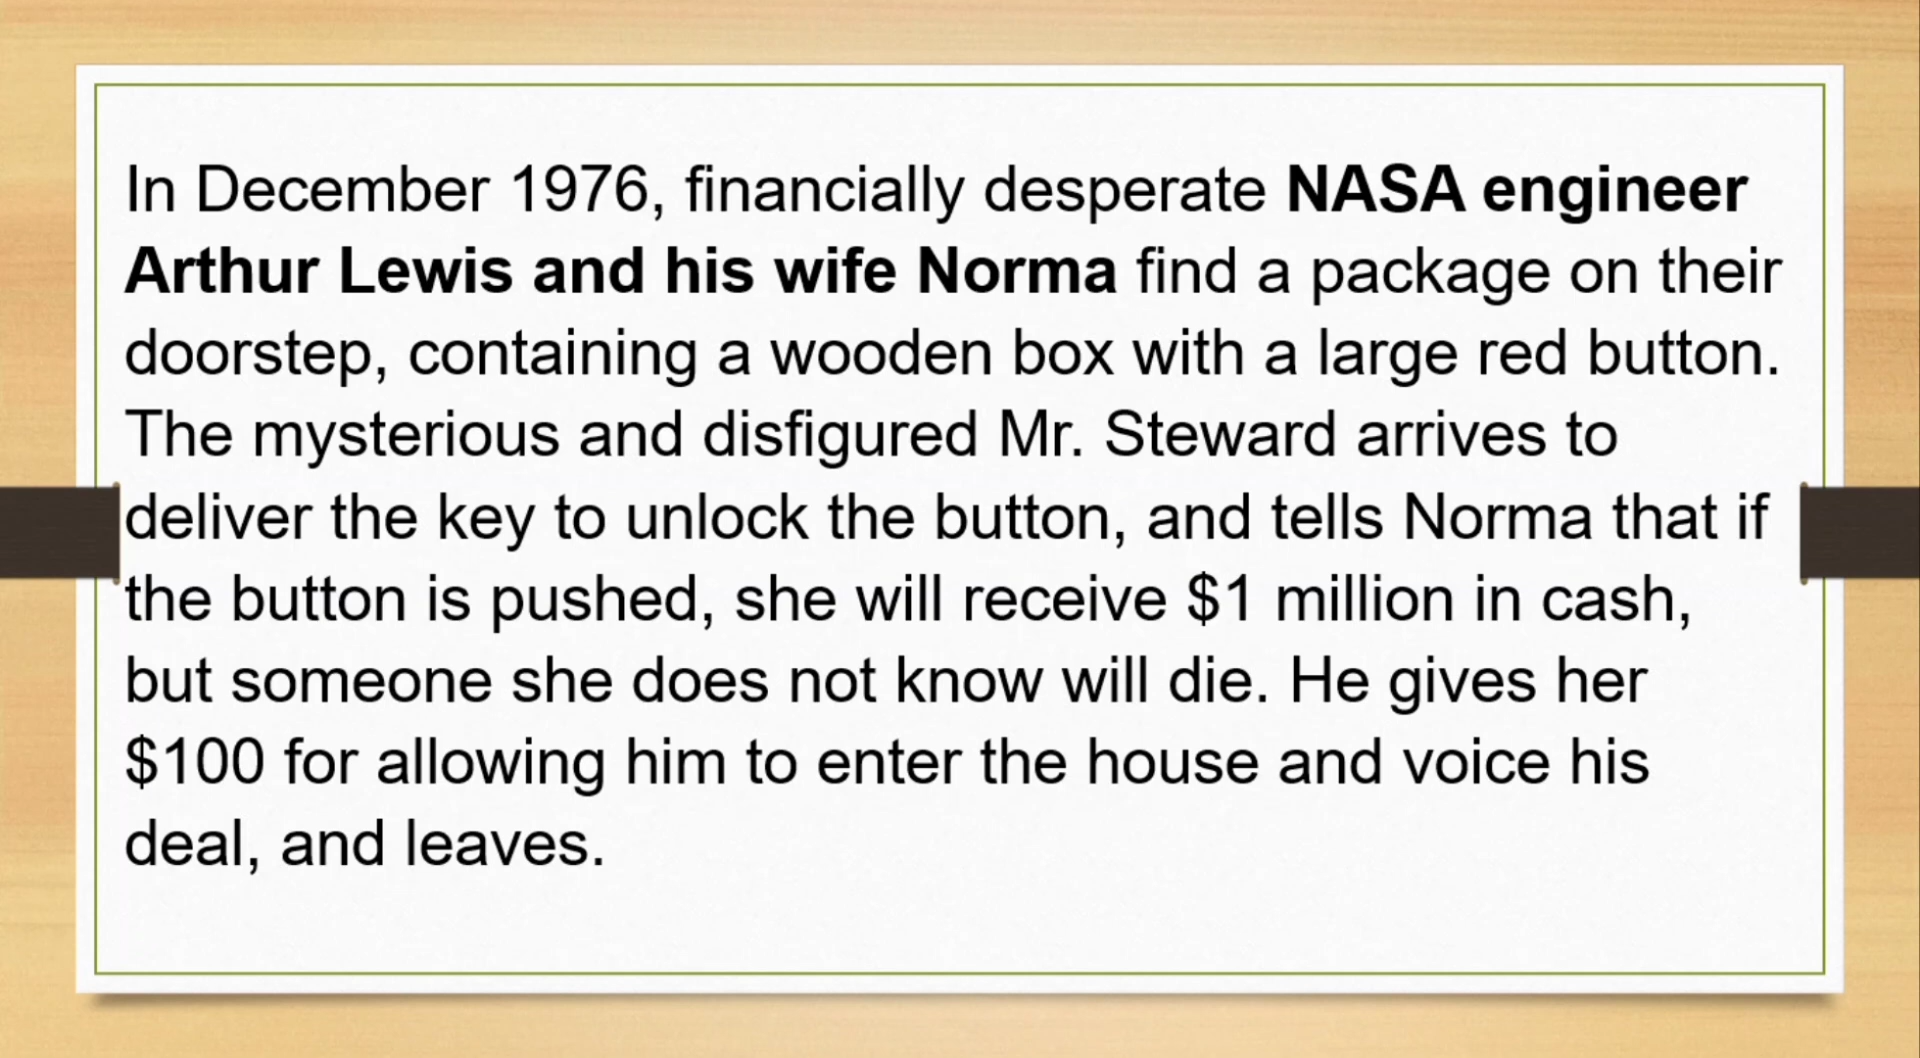 In December 1976, financially desperate NASA engineer
Arthur Lewis and his wife Norma find a package on their
doorstep, containing a wooden box with a large red button.
The mysterious and disfigured Mr. Steward arrives to
deliver the key to unlock the button, and tells Norma that if
the button is pushed, she will receive $1 million in cash,
but someone she does not know will die. He gives her
$100 for allowing him to enter the house and voice his
deal, and leaves.